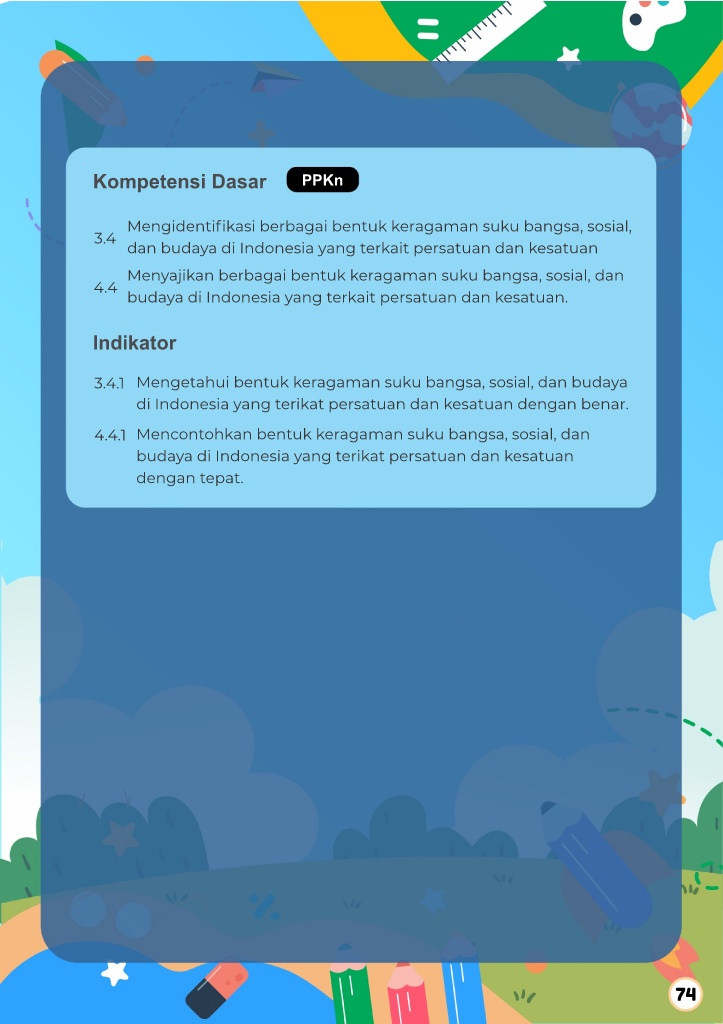 Kompetensi Dasar PPKn
3.4 Mengidentifikasi berbagai bentuk keragaman suku bangsa, sosial,
dan budaya di Indonesia yang terkait persatuan dan kesatuan
4.4 Menyajikan berbagai bentuk keragaman suku bangsa, sosial, dan
budaya di Indonesia yang terkait persatuan dan kesatuan.
Indikator
3.4.1 Mengetahui bentuk keragaman suku bangsa, sosial, dan budaya
di Indonesia yang terikat persatuan dan kesatuan dengan benar.
4.4.1 Mencontohkan bentuk keragaman suku bangsa, sosial, dan
budaya di Indonesia yang terikat persatuan dan kesatuan
dengan tepat.
74